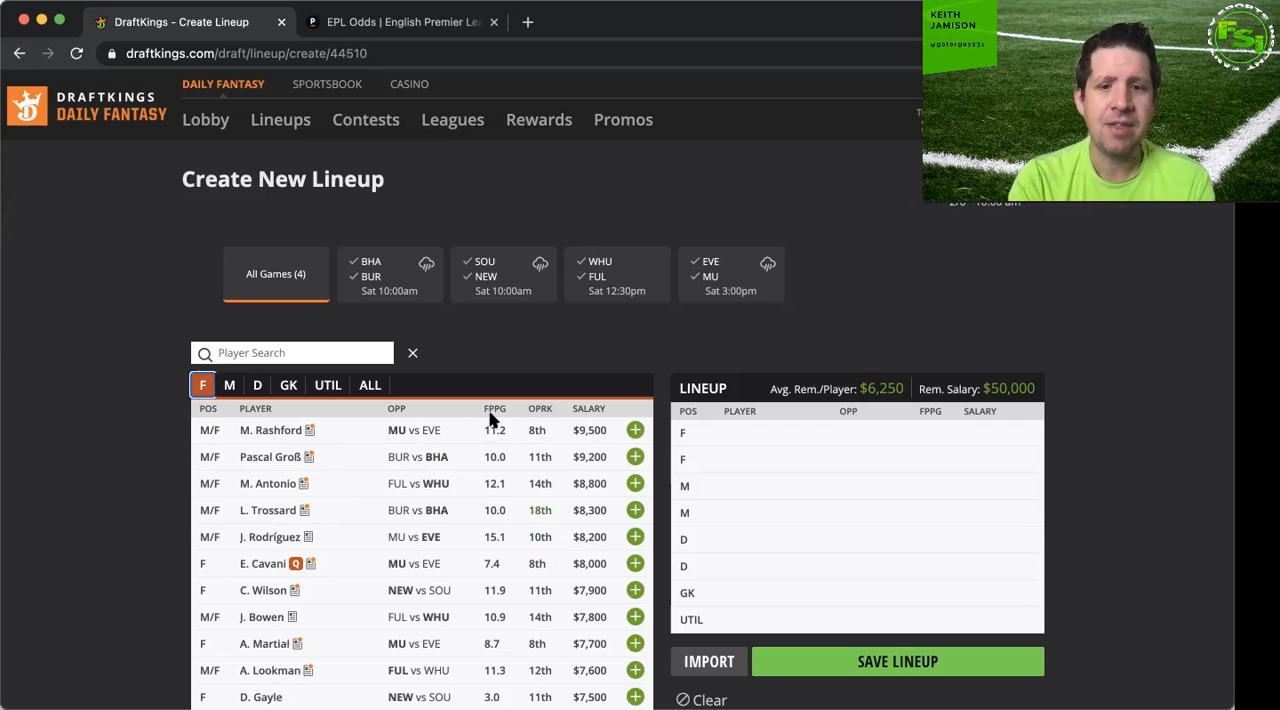 DraftKings - Create Lineup
EPL Odds | English Premier Le
draftkings.com/draft/lineup/create/44510
KEITH
JAMISON
@gatorguy231
FSI
DRAFTKINGS
DAILY FANTASY
DAILY FANTASY SPORTSBOOK CASINO
Lobby Lineups Contests Leagues Rewards Promos
Create New Lineup
All Games (4)
BHA
BUR
Sat 10:00am
SOU
NEW
Sat 10:00am
WHU
FUL
Sat 12:30pm
EVE
MU
Sat 3:00pm
Player Search
F M D GK UTIL ALL
POS PLAYER OPP FPPG OPRK SALARY
M/F M. Rashford MU vs EVE 11.2 8th $9,500
M/F Pascal Groß BUR vs BHA 10.0 11th $9,200
M/F M. Antonio FUL vs WHU 12.1 14th $8,800
M/F L. Trossard BUR vs BHA 10.0 18th $8,300
M/F J. Rodríguez MU vs EVE 15.1 10th $8,200
F E. Cavani Q MU vs EVE 7.4 8th $8,000
F C. Wilson NEW vs SOU 11.9 11th $7,900
M/F J. Bowen FUL vs WHU 10.9 14th $7,800
F A. Martial MU vs EVE 8.7 8th $7,700
M/F A. Lookman FUL vs WHU 11.3 12th $7,600
F D. Gayle NEW vs SOU 3.0 11th $7,500
LINEUP Avg. Rem./Player: $6,250 Rem. Salary: $50,000
POS PLAYER OPP FPPG SALARY
F
F
M
M
D
D
GK
UTIL
IMPORT SAVE LINEUP
Clear